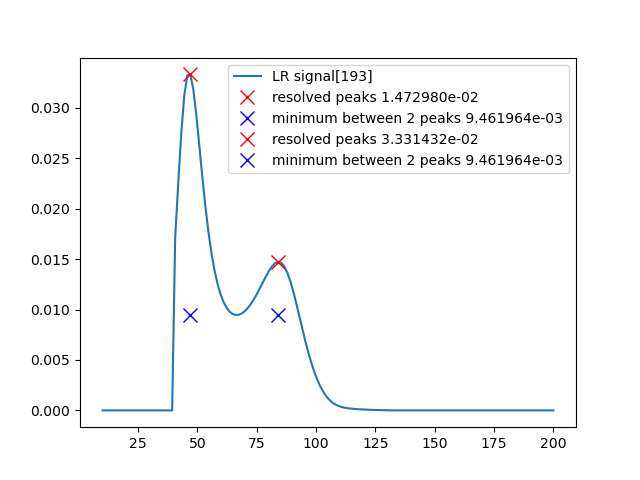 LR signal[193]
resolved peaks 1.472980e-02
minimum between 2 peaks 9.461964e-03
resolved peaks 3.331432e-02
minimum between 2 peaks 9.461964e-03
0.030
0.025
0.020
0.015
0.010
0.005
0.000
25 50 75 100 125 150 175 200